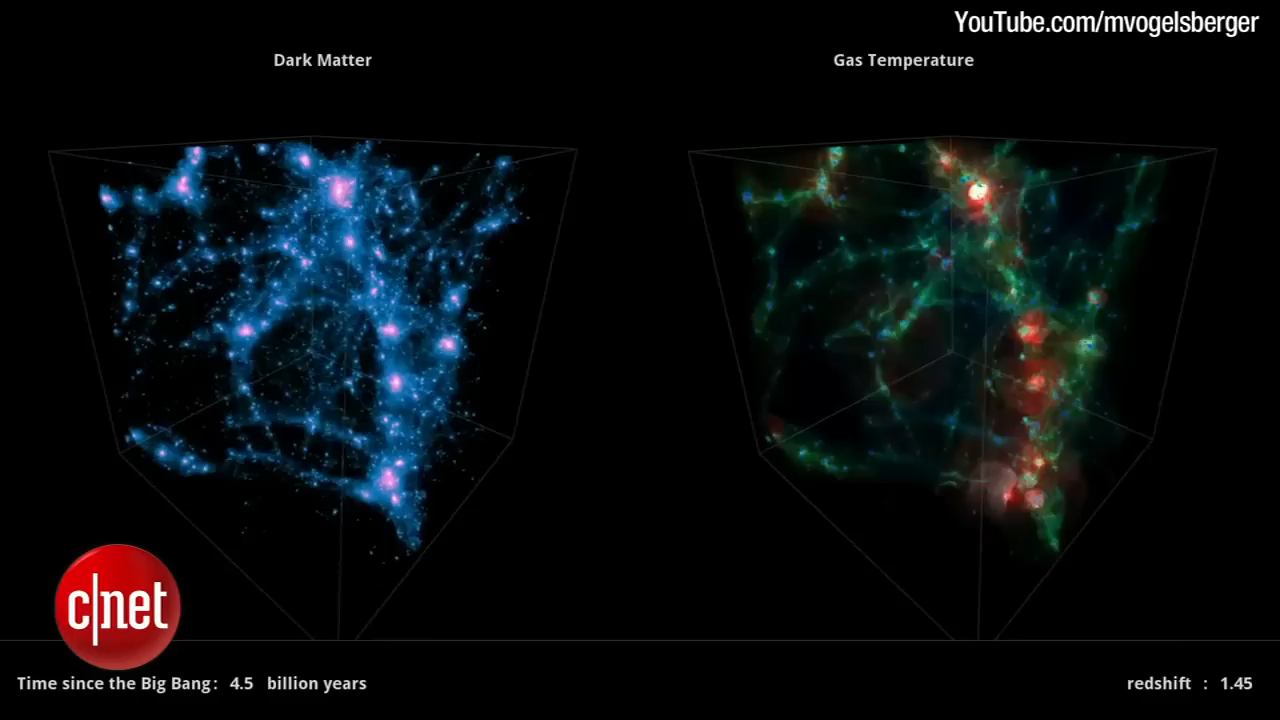 YouTube.com/mvogelsberger
Dark Matter
Gas Temperature
c|net
Time since the Big Bang: 4.5 billion years
redshift : 1.45